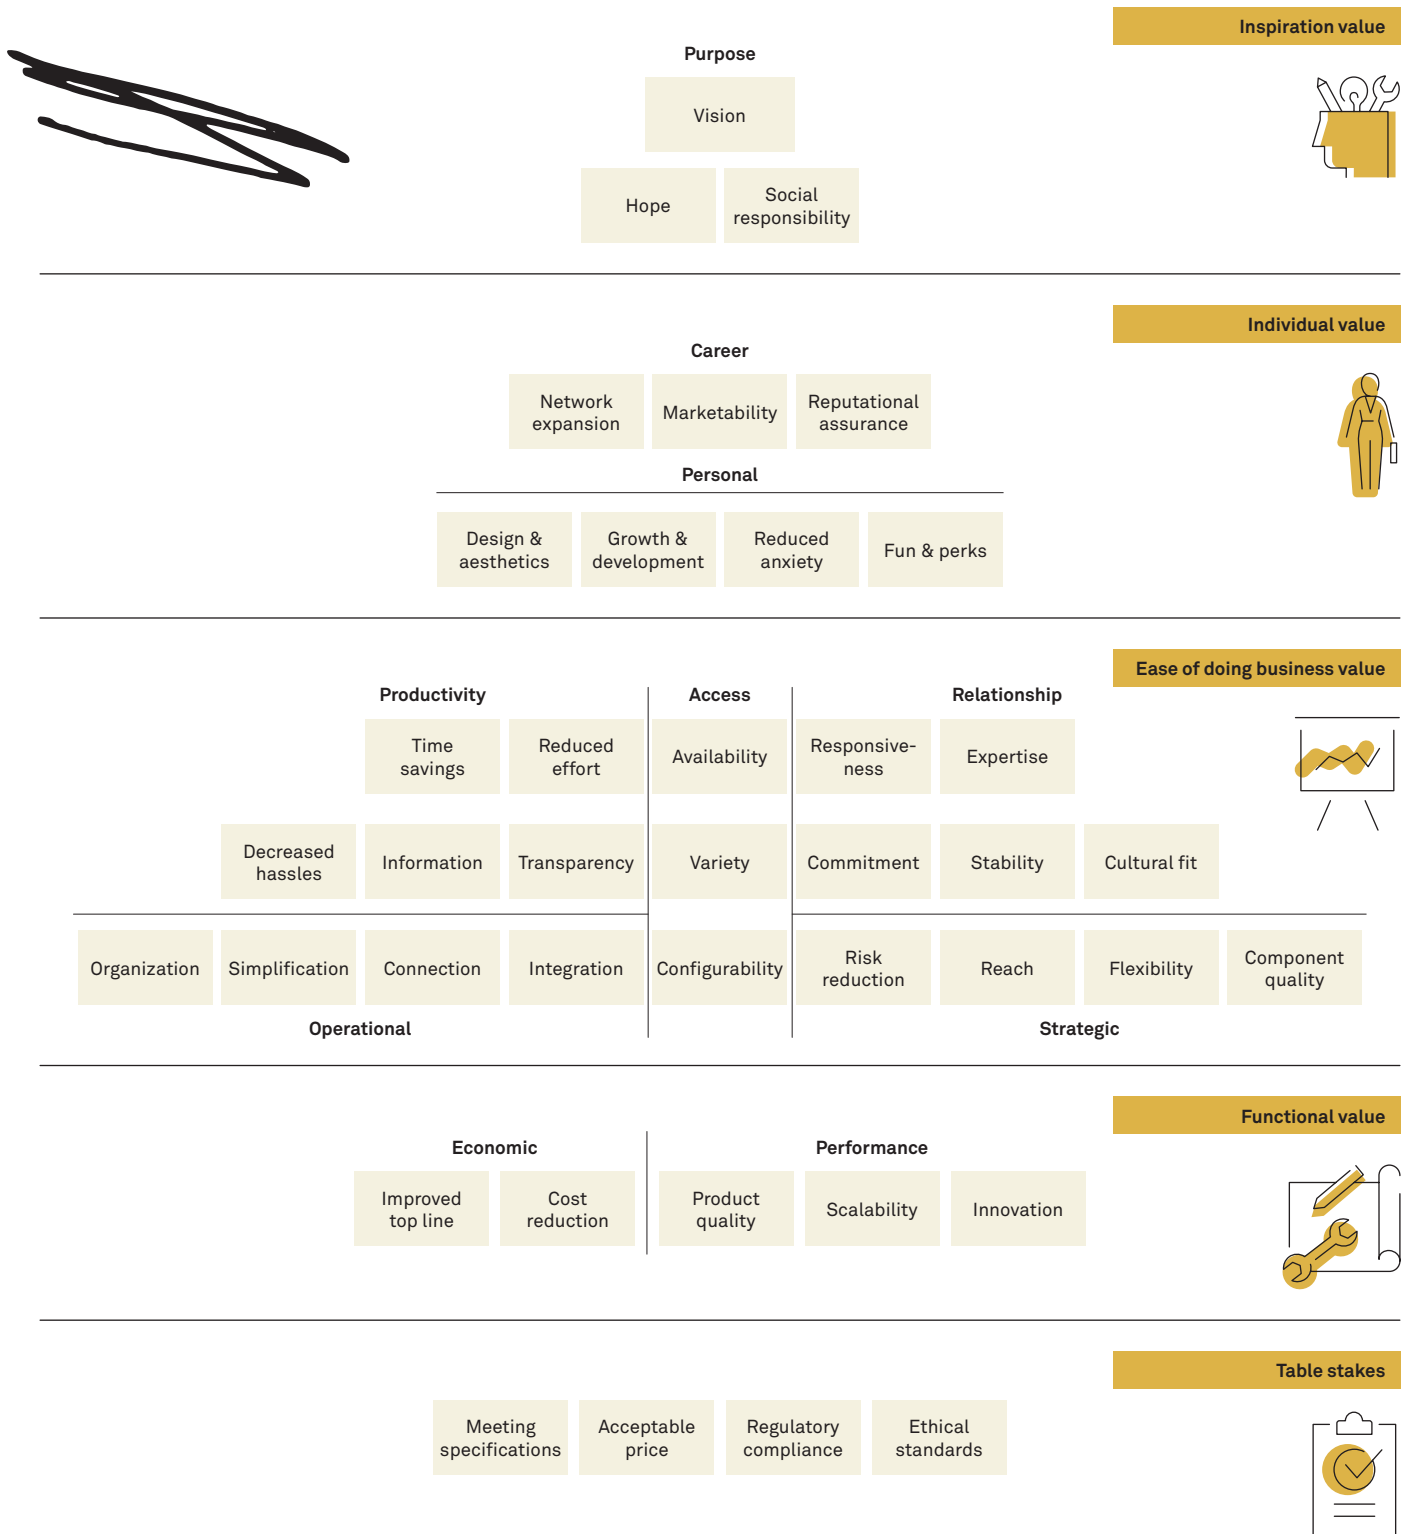 Inspiration value
Purpose
Vision
Hope
Social
responsibility
Individual value
Career
Network
expansion
Marketability
Reputational
assurance
Personal
Design &
aesthetics
Growth &
development
Reduced
anxiety
Fun & perks
Ease of doing business value
Productivity
Access
Relationship
Time
savings
Reduced
effort
Availability
Responsive-
ness
Expertise
Decreased
hassles
Information
Transparency
Variety
Commitment
Stability
Cultural fit
Organization
Simplification
Connection
Integration
Configurability
Risk
reduction
Reach
Flexibility
Component
quality
Operational
Strategic
Functional value
Economic
Performance
Improved
top line
Cost
reduction
Product
quality
Scalability
Innovation
Table stakes
Meeting
specifications
Acceptable
price
Regulatory
compliance
Ethical
standards